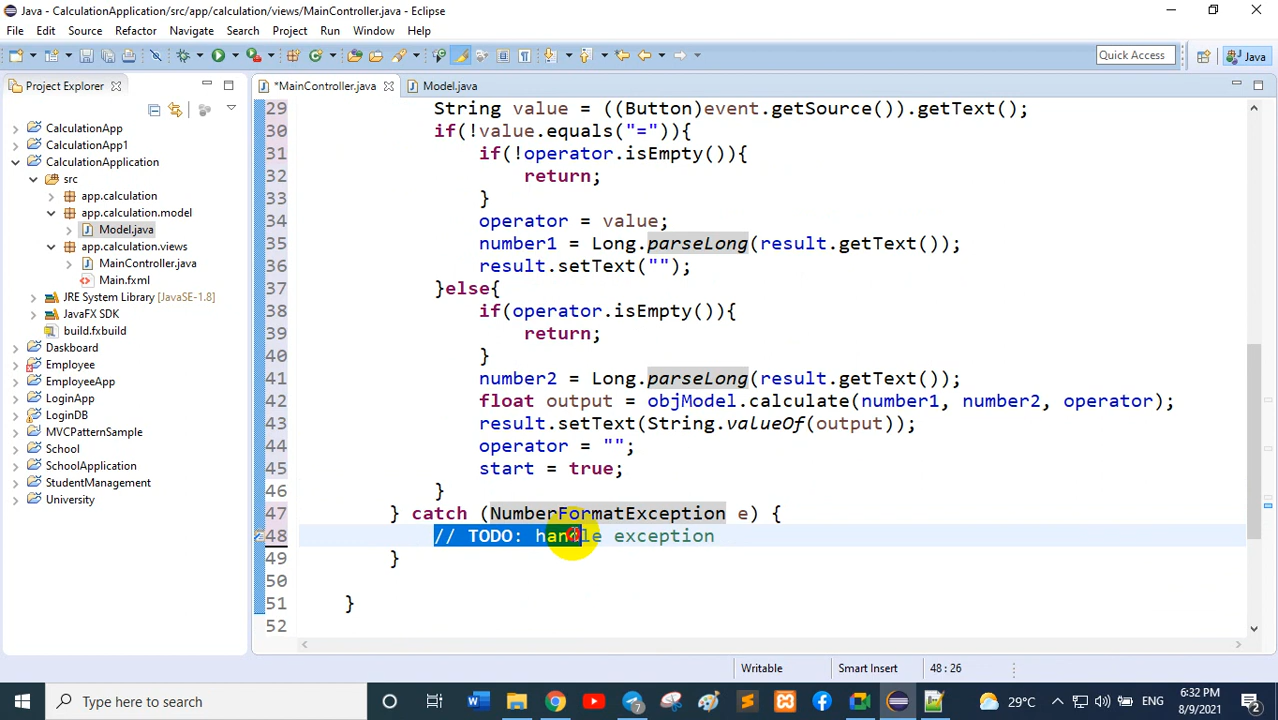 Java - CalculationApplication/src/app/calculation/views/MainController.java - Eclipse
File Edit Source Refactor Navigate Search Project Run Window Help
Quick Access
Java
Project Explorer
*MainController.java
Model.java
CalculationApp
CalculationApp1
CalculationApplication
src
app.calculation
app.calculation.model
Model.java
app.calculation.views
MainController.java
Main.fxml
JRE System Library [JavaSE-1.8]
JavaFX SDK
build.fxbuild
Daskboard
Employee
EmployeeApp
LoginApp
LoginDB
MVCPatternSample
School
SchoolApplication
StudentManagement
University
29 String value = ((Button)event.getSource()).getText();
30 if(!value.equals("=")){
31 if(!operator.isEmpty()){
32 return;
33 }
34 operator = value;
35 number1 = Long.parseLong(result.getText());
36 result.setText("");
37 }else{
38 if(operator.isEmpty()){
39 return;
40 }
41 number2 = Long.parseLong(result.getText());
42 float output = objModel.calculate(number1, number2, operator);
43 result.setText(String.valueOf(output));
44 operator = "";
45 start = true;
46 }
47 } catch (NumberFormatException e) {
48 // TODO: handle exception
49 }
50
51 }
52
Writable Smart Insert 48 : 26
Type here to search
7
29°C
ENG
6:32 PM
8/9/2021